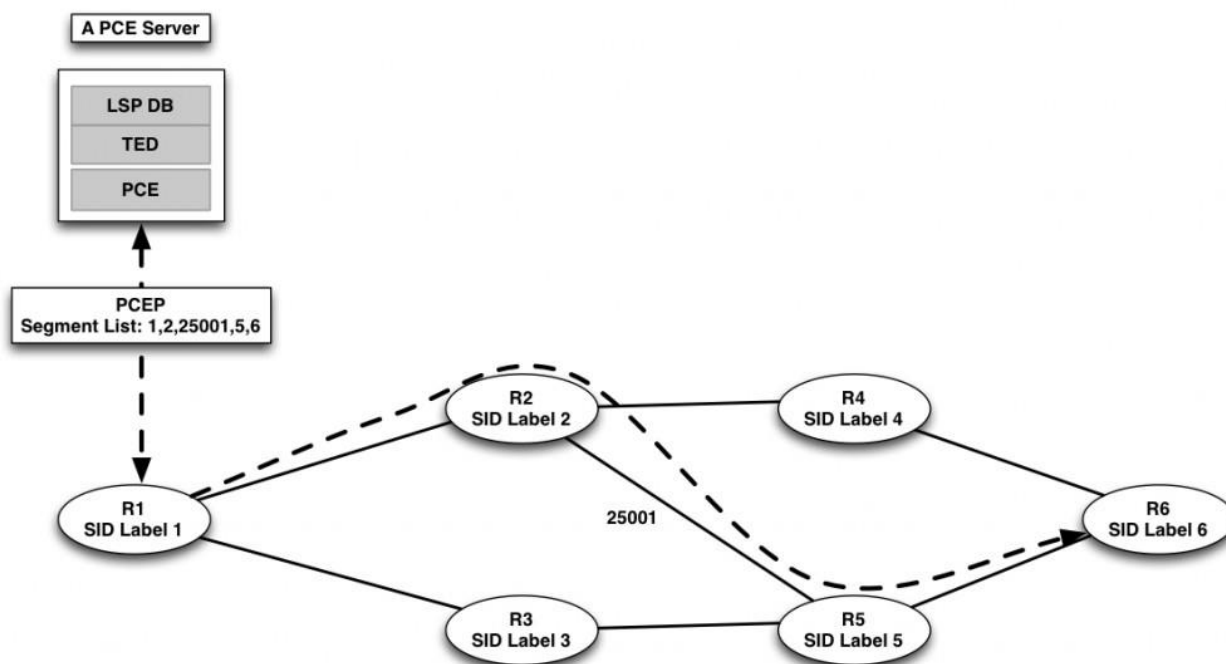 A PCE Server
LSP DB
TED
PCE
PCEP
Segment List: 1,2,25001,5,6
R2
SID Label 2
R4
SID Label 4
R1
SID Label 1
25001
R6
SID Label 6
R3
SID Label 3
R5
SID Label 5